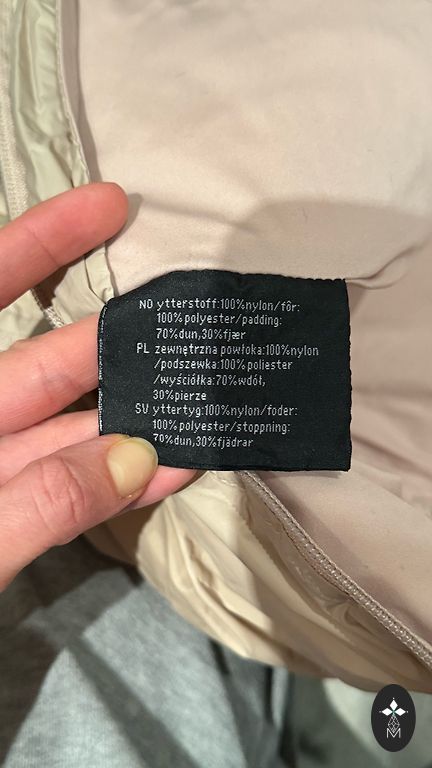 NO ytterstoff:100%nylon/fôr:
100%polyester/padding:
70%dun,30%fjær
PL zewnętrzna powłoka:100%nylon
/podszewka:100%poliester
/wyściółka:70%wdół,
30%pierze
SV yttertyg:100%nylon/foder:
100%polyester/stoppning:
70%dun,30%fjädrar
M